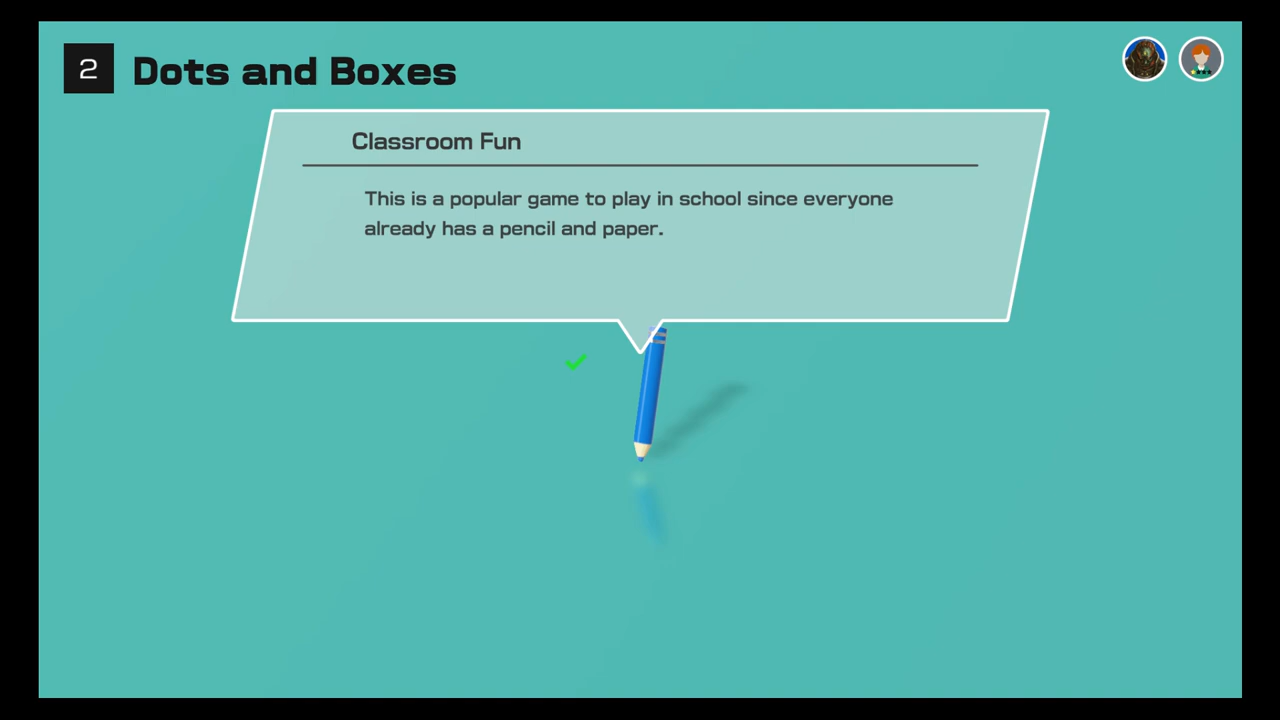 2 Dots and Boxes
Classroom Fun
This is a popular game to play in school since everyone
already has a pencil and paper.